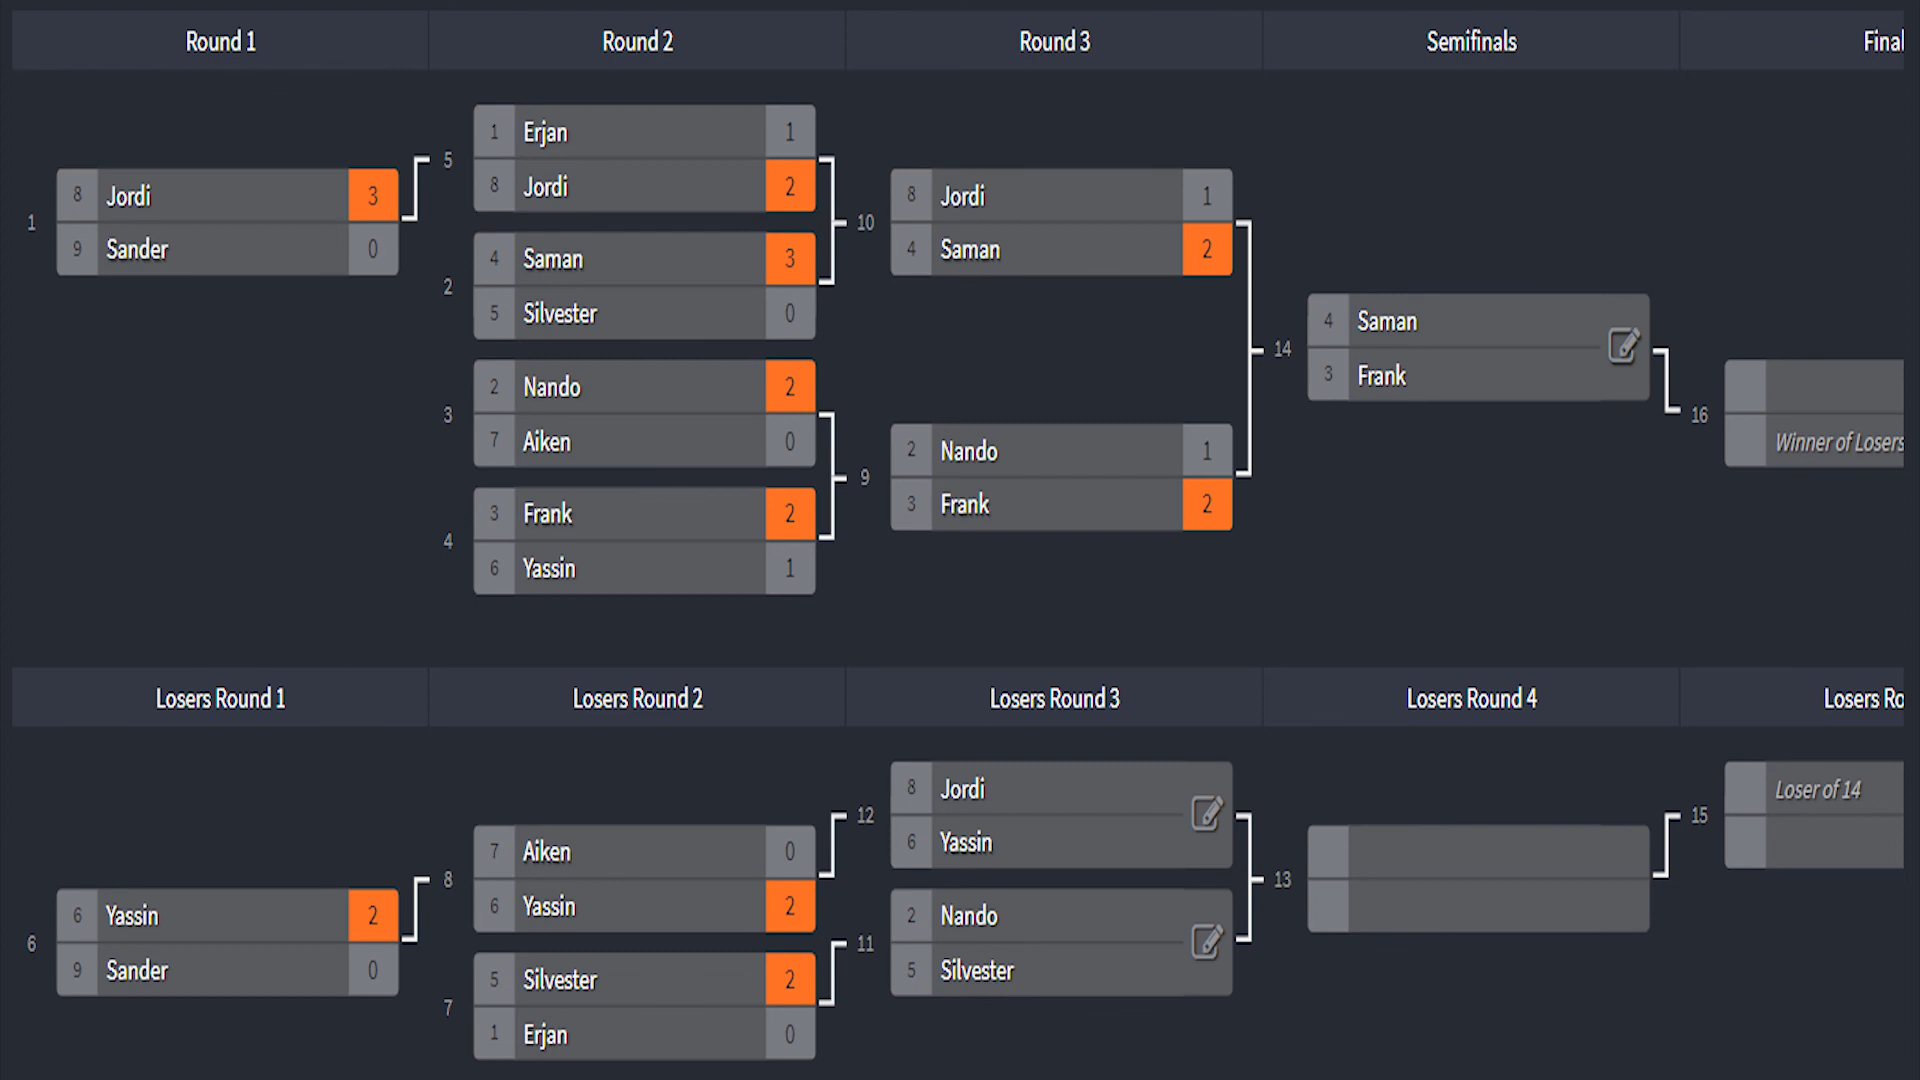 Round 1 Round 2 Round 3 Semifinals Final
1
8 Jordi 3
9 Sander 0
5
1 Erjan 1
8 Jordi 2
2
4 Saman 3
5 Silvester 0
3
2 Nando 2
7 Aiken 0
4
3 Frank 2
6 Yassin 1
10
8 Jordi 1
4 Saman 2
9
2 Nando 1
3 Frank 2
14
4 Saman
3 Frank
16
Winner of Losers
Losers Round 1 Losers Round 2 Losers Round 3 Losers Round 4 Losers Ro
6
6 Yassin 2
9 Sander 0
8
7 Aiken 0
6 Yassin 2
7
5 Silvester 2
1 Erjan 0
12
8 Jordi
6 Yassin
11
2 Nando
5 Silvester
13
15
Loser of 14